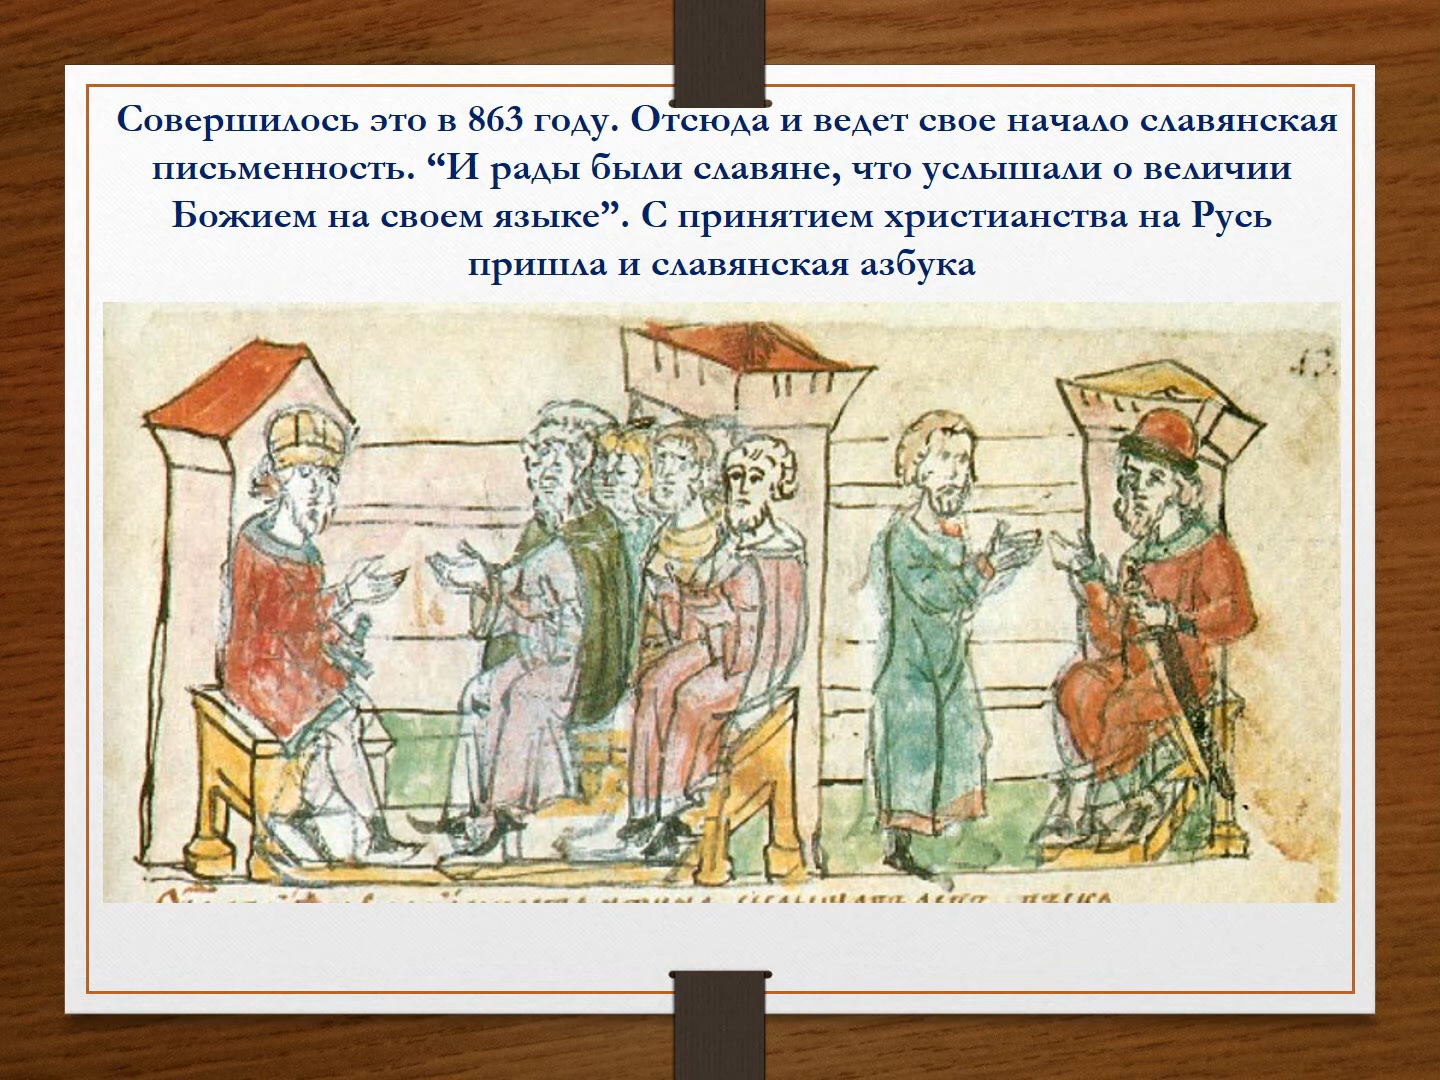 Совершилось это в 863 году. Отсюда и ведет свое начало славянская
письменность. “И рады были славяне, что услышали о величии
Божием на своем языке”. С принятием христианства на Русь
пришла и славянская азбука